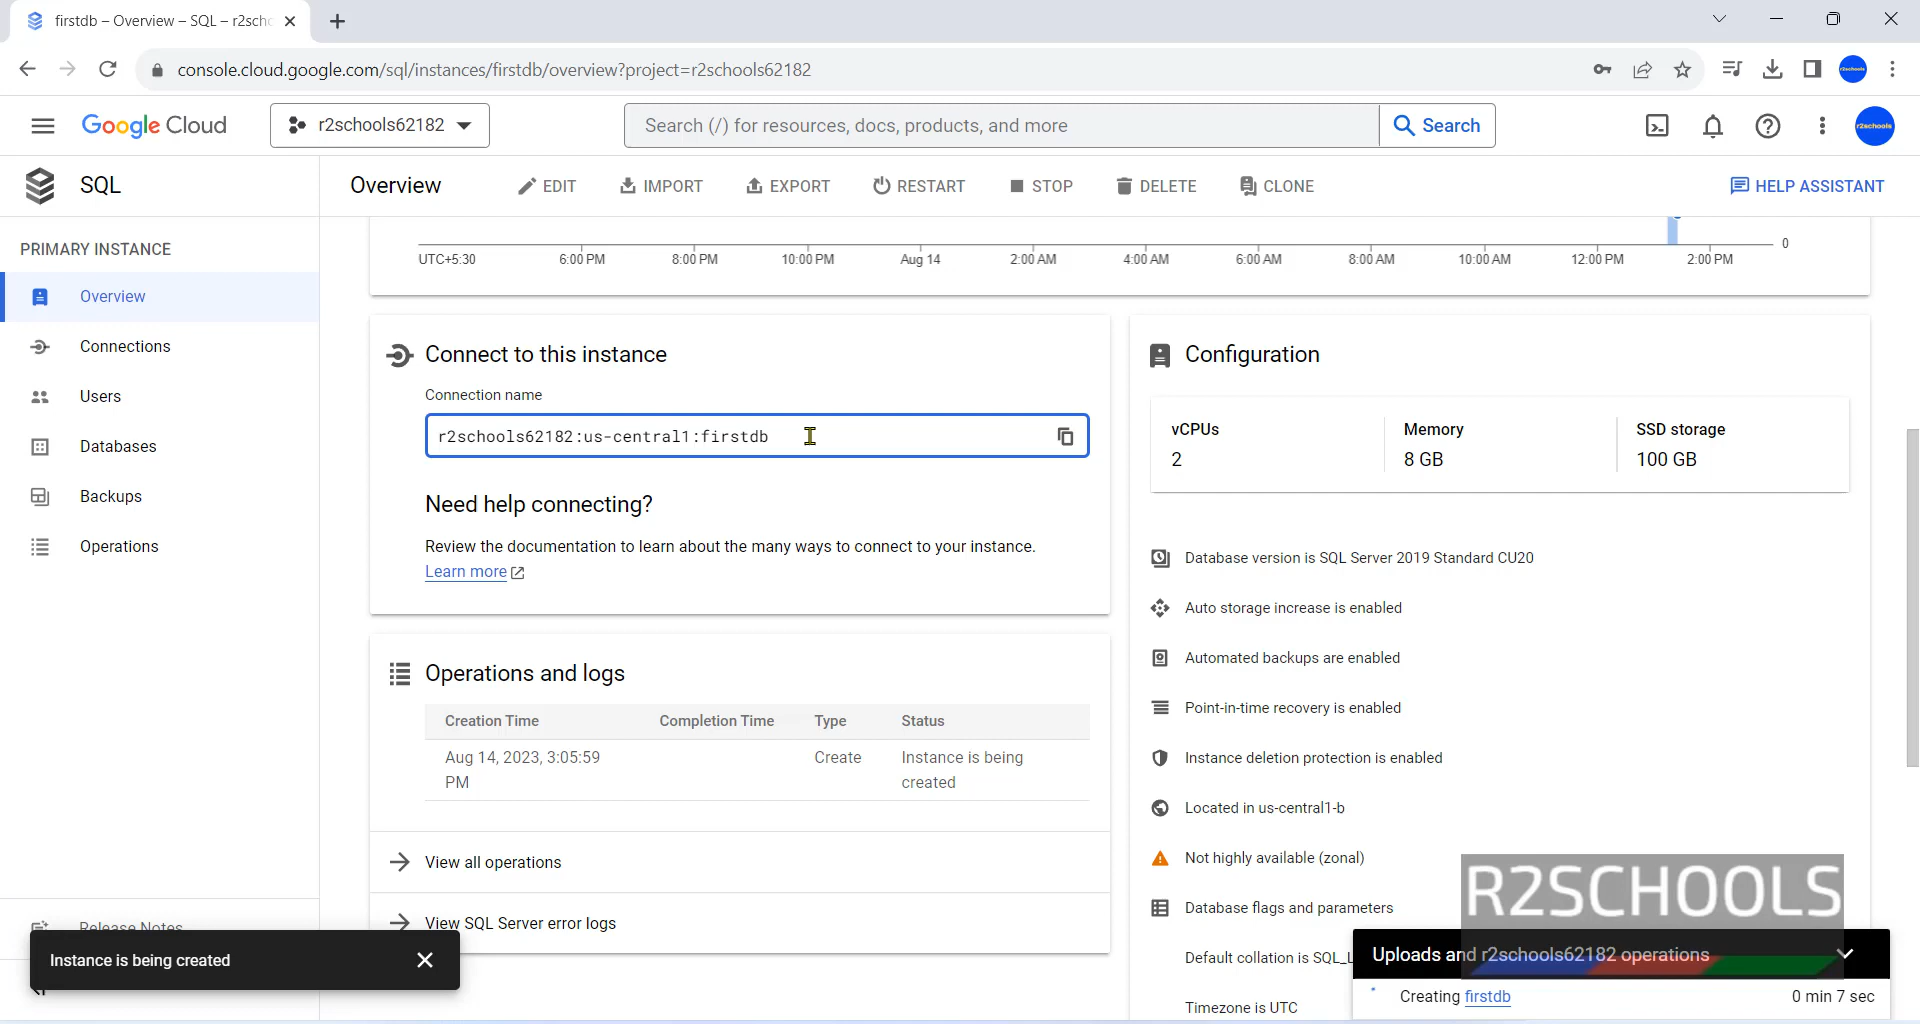 firstdb – Overview – SQL – r2scho
console.cloud.google.com/sql/instances/firstdb/overview?project=r2schools62182
r2schools
Google Cloud
r2schools62182
Search (/) for resources, docs, products, and more
Search
r2schools
SQL
Overview
EDIT
IMPORT
EXPORT
RESTART
STOP
DELETE
CLONE
HELP ASSISTANT
PRIMARY INSTANCE
Overview
Connections
Users
Databases
Backups
Operations
Release Notes
0
UTC+5:30
6:00 PM
8:00 PM
10:00 PM
Aug 14
2:00 AM
4:00 AM
6:00 AM
8:00 AM
10:00 AM
12:00 PM
2:00 PM
Connect to this instance
Connection name
r2schools62182:us-central1:firstdb
Need help connecting?
Review the documentation to learn about the many ways to connect to your instance.
Learn more
Operations and logs
Creation Time Completion Time Type Status
Aug 14, 2023, 3:05:59 Create Instance is being
PM created
View all operations
View SQL Server error logs
Configuration
vCPUs Memory SSD storage
2 8 GB 100 GB
Database version is SQL Server 2019 Standard CU20
Auto storage increase is enabled
Automated backups are enabled
Point-in-time recovery is enabled
Instance deletion protection is enabled
Located in us-central1-b
Not highly available (zonal)
Database flags and parameters
Default collation is SQL_L
Timezone is UTC
R2SCHOOLS
Instance is being created
Uploads and r2schools62182 operations
Creating firstdb 0 min 7 sec